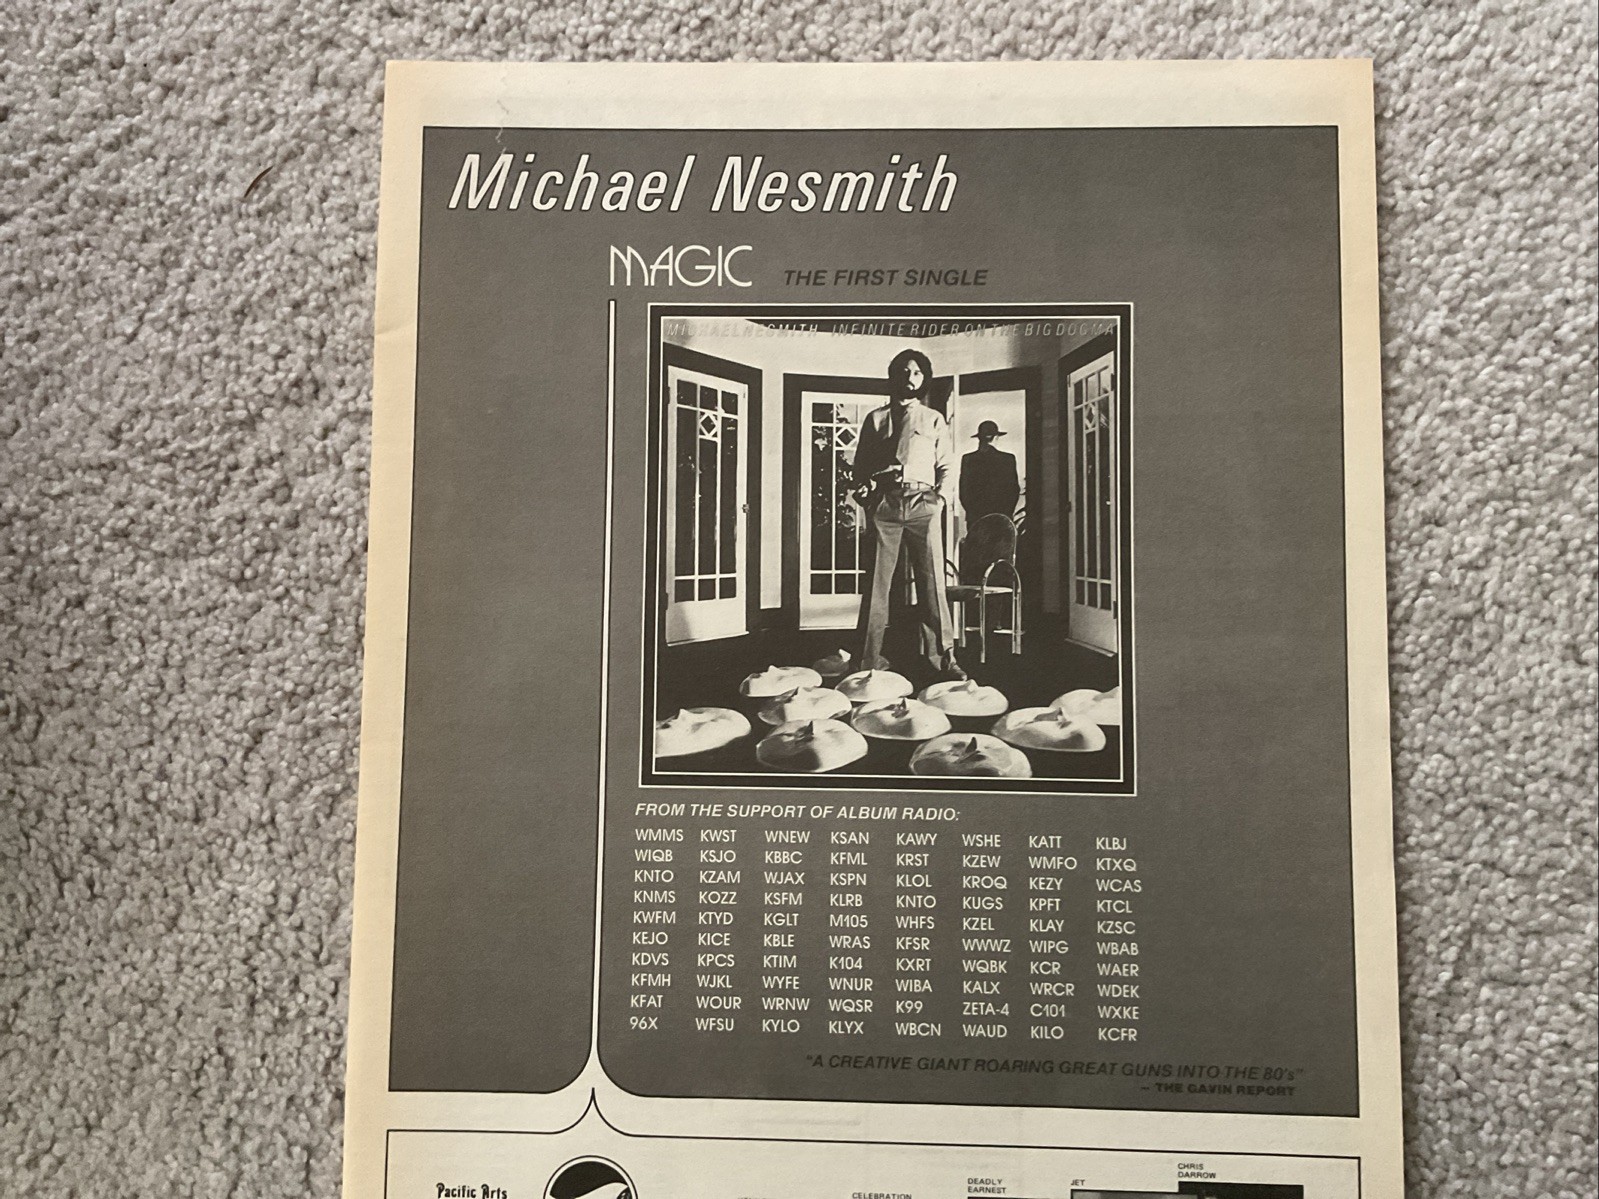 Michael Nesmith
MAGIC THE FIRST SINGLE
MICHAEL NESMITH INFINITE RIDER ON THE BIG DOGMA
FROM THE SUPPORT OF ALBUM RADIO:
WMMS KWST WNEW KSAN KAWY WSHE KATT KLBJ
WIQB KSJO KBBC KFML KRST KZEW WMFO KTXQ
KNTO KZAM WJAX KSPN KLOL KROQ KEZY WCAS
KNMS KOZZ KSFM KLRB KNTO KUGS KPFT KTCL
KWFM KTYD KGLT M105 WHFS KZEL KLAY KZSC
KEJO KICE KBLE WRAS KFSR WWWZ WIPG WBAB
KDVS KPCS KTIM K104 KXRT WQBK KCR WAER
KFMH WJKL WYFE WNUR WIBA KALX WRCR WDEK
KFAT WOUR WRNW WQSR K99 ZETA-4 C101 WXKE
96X WFSU KYLO KLYX WBCN WAUD KILO KCFR
"A CREATIVE GIANT ROARING GREAT GUNS INTO THE 80's"
– THE GAVIN REPORT
Pacific Arts
CELEBRATION
DEADLY
EARNEST
JET
CHRIS
DARROW